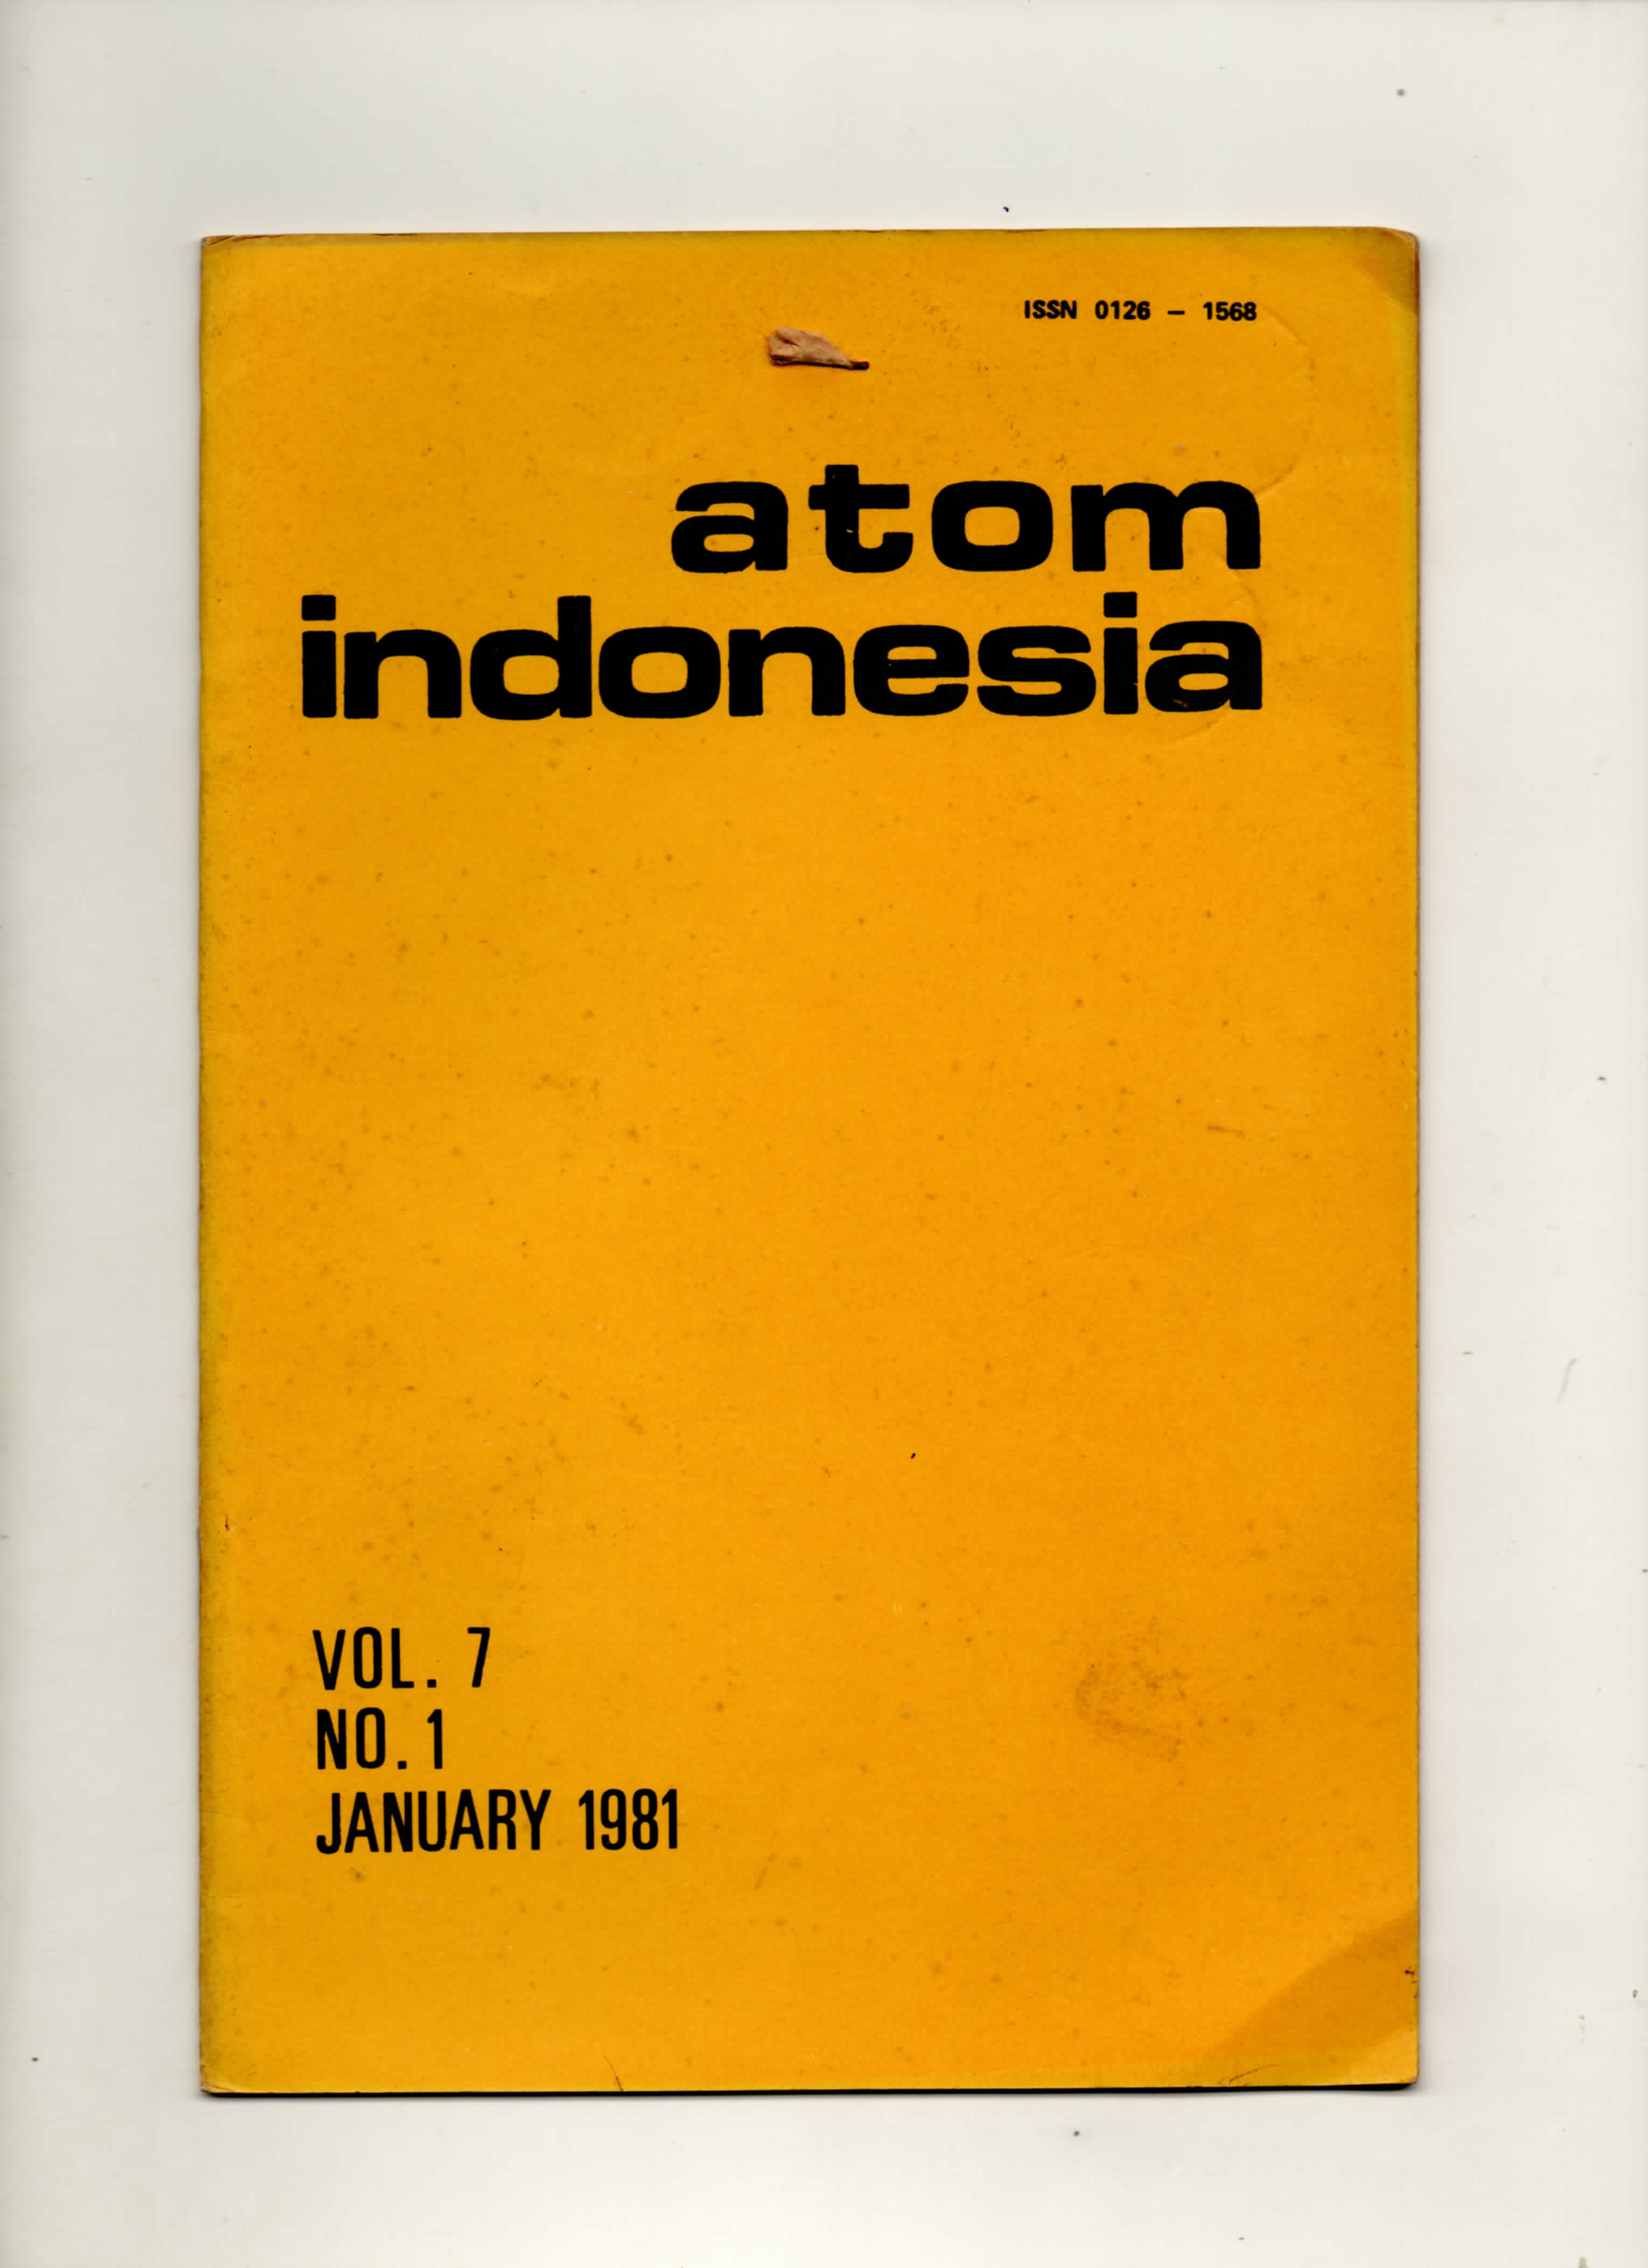 ISSN 0126 – 1568
atom
indonesia
VOL. 7
NO. 1
JANUARY 1981